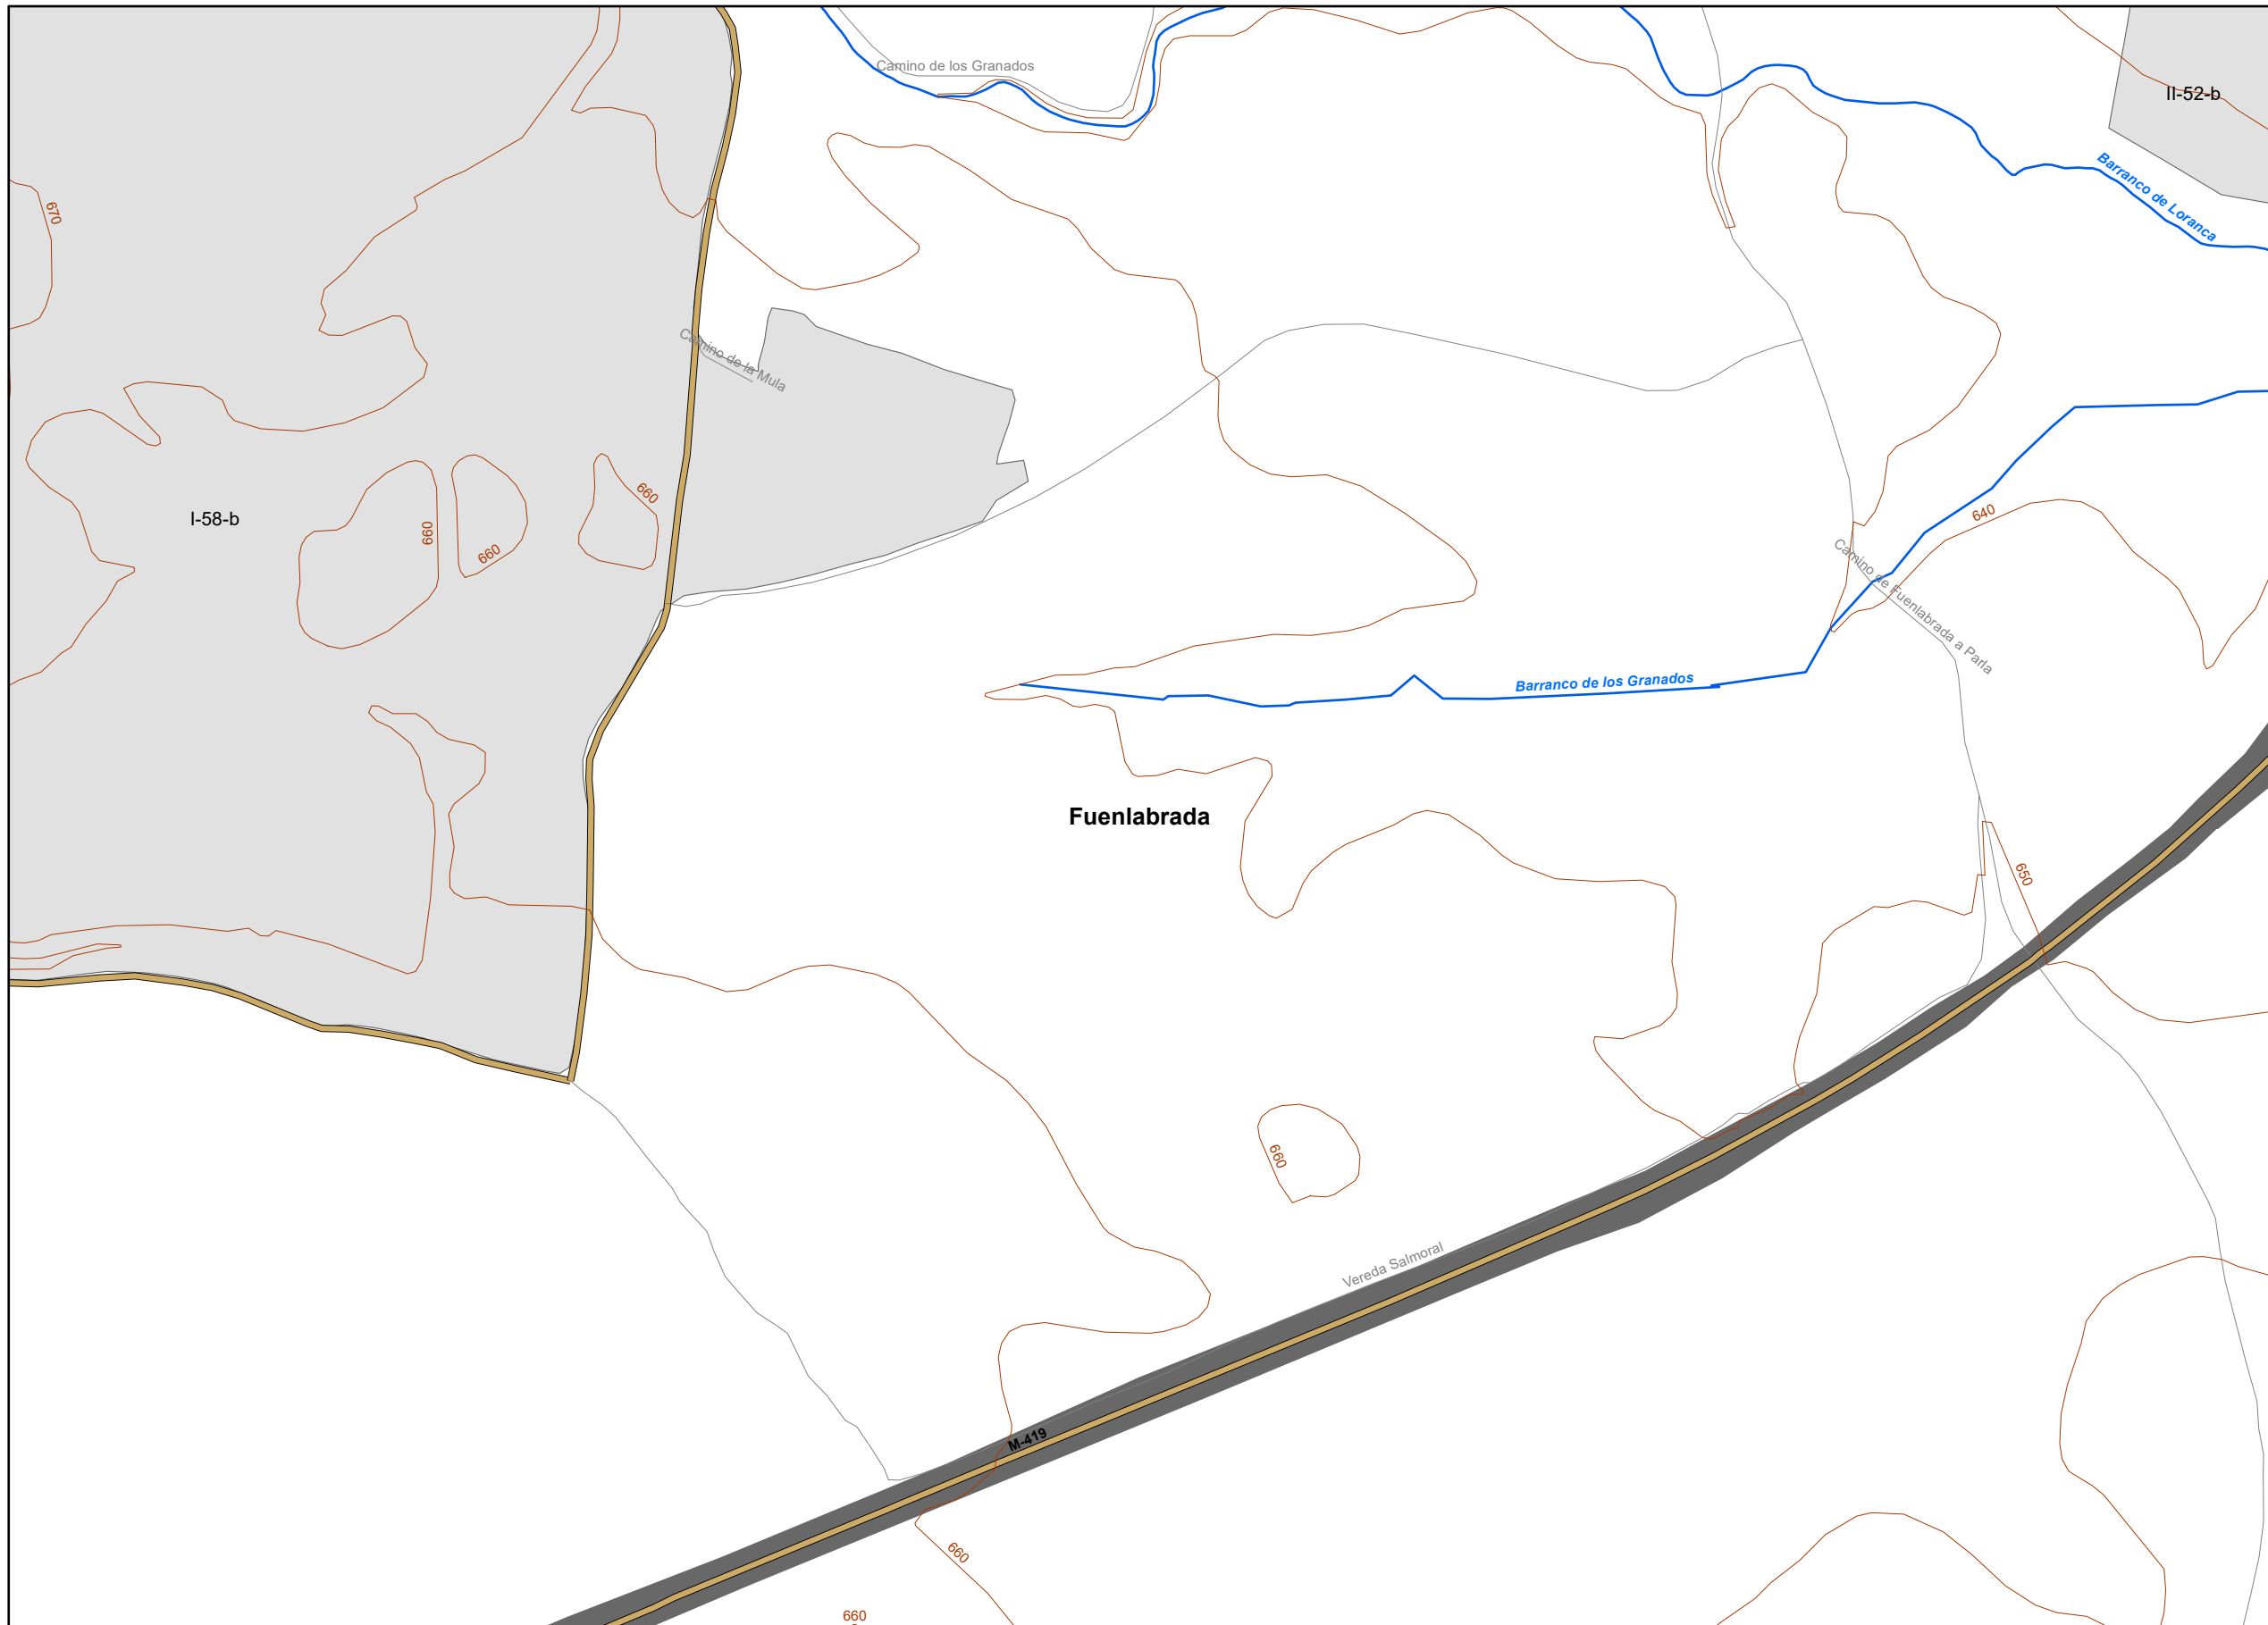 Camino de los Granados
II-52-b
Barranco de Loranca
670
Camino de la Mula
660
I-58-b
660
660
640
Camino de Fuenlabrada a Parla
Barranco de los Granados
Fuenlabrada
650
660
Vereda Salmoral
M-419
660
660